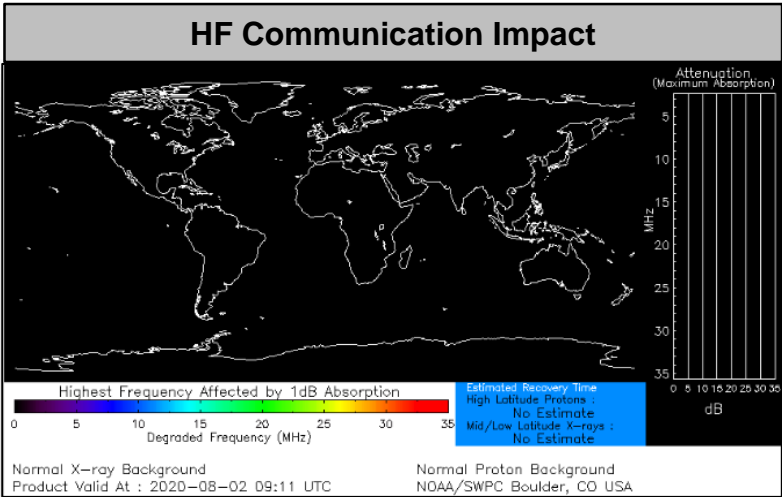 HF Communication Impact
Attenuation
(Maximum Absorption)
5
10
15
20
25
30
35
MHz
0 5 10 15 20 25 30 35
dB
Highest Frequency Affected by 1dB Absorption
0 5 10 15 20 25 30 35
Degraded Frequency (MHz)
Estimated Recovery Time
High Latitude Protons :
No Estimate
Mid/Low Latitude X-rays :
No Estimate
Normal X-ray Background
Normal Proton Background
Product Valid At : 2020-08-02 09:11 UTC
NOAA/SWPC Boulder, CO USA